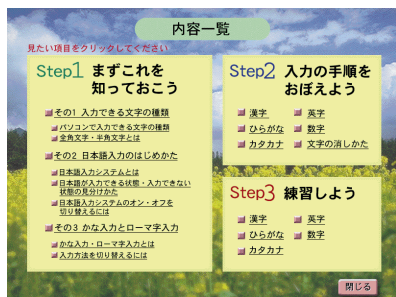 内容一覧
見たい項目をクリックしてください
Step1 まずこれを
知っておこう
その1 入力できる文字の種類
パソコンで入力できる文字の種類
全角文字・半角文字とは
その2 日本語入力のはじめかた
日本語入力システムとは
日本語が入力できる状態・入力できない
状態の見分けかた
日本語入力システムのオン・オフを
切り替えるには
その3 かな入力とローマ字入力
かな入力・ローマ字入力とは
入力方法を切り替えるには
Step2 入力の手順を
おぼえよう
漢字 英字
ひらがな 数字
カタカナ 文字の消しかた
Step3 練習しよう
漢字 英字
ひらがな 数字
カタカナ
閉じる